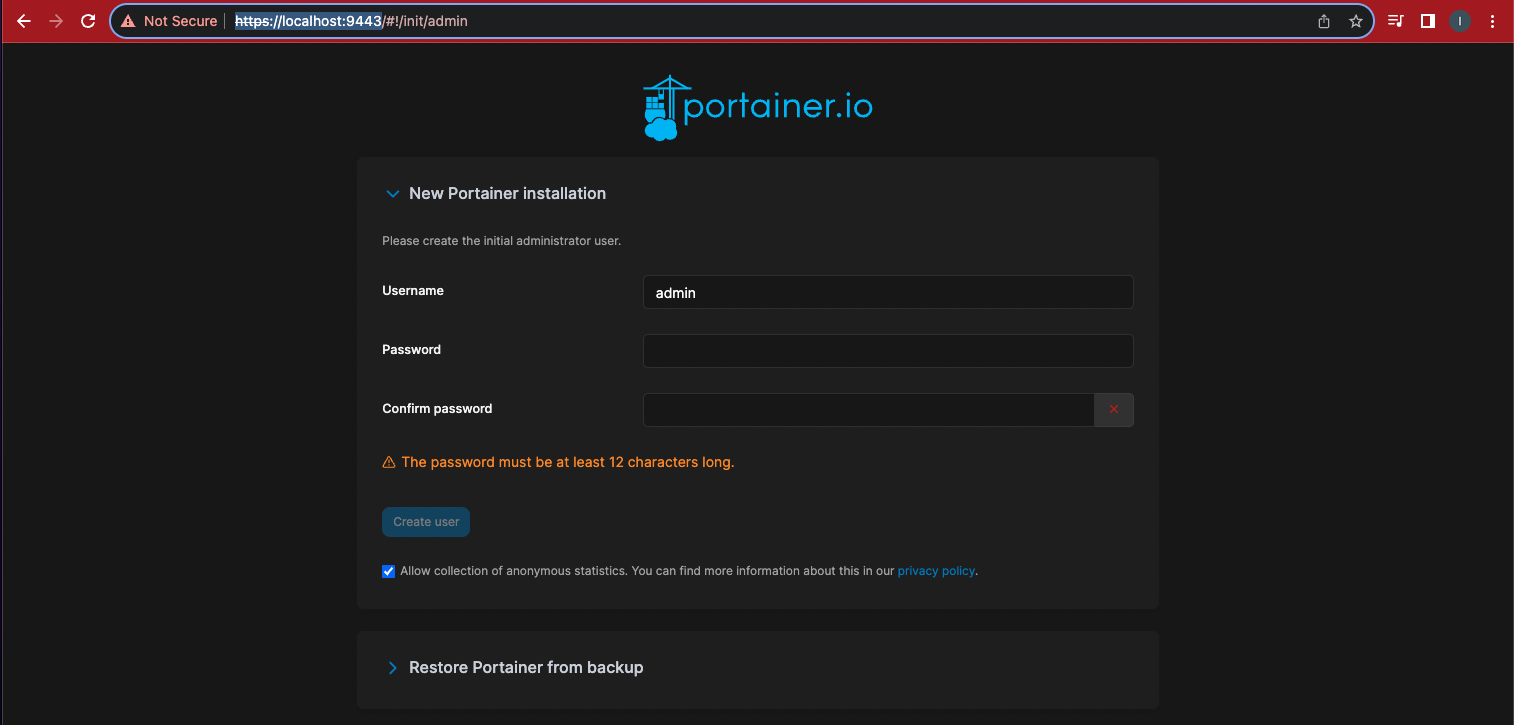 Not Secure https://localhost:9443/#!/init/admin I
portainer.io
New Portainer installation
Please create the initial administrator user.
Username admin
Password
Confirm password
The password must be at least 12 characters long.
Create user
Allow collection of anonymous statistics. You can find more information about this in our privacy policy.
Restore Portainer from backup